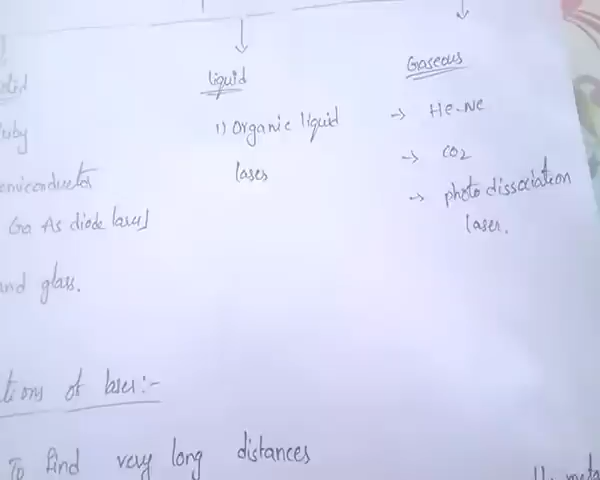 liquid
Gaseous
1) Organic liquid
lases
→ He-Ne
→ CO2
→ photo dissociation
laser.
Ga As diode laser]
and glass.
of laser:-
To find very long distances